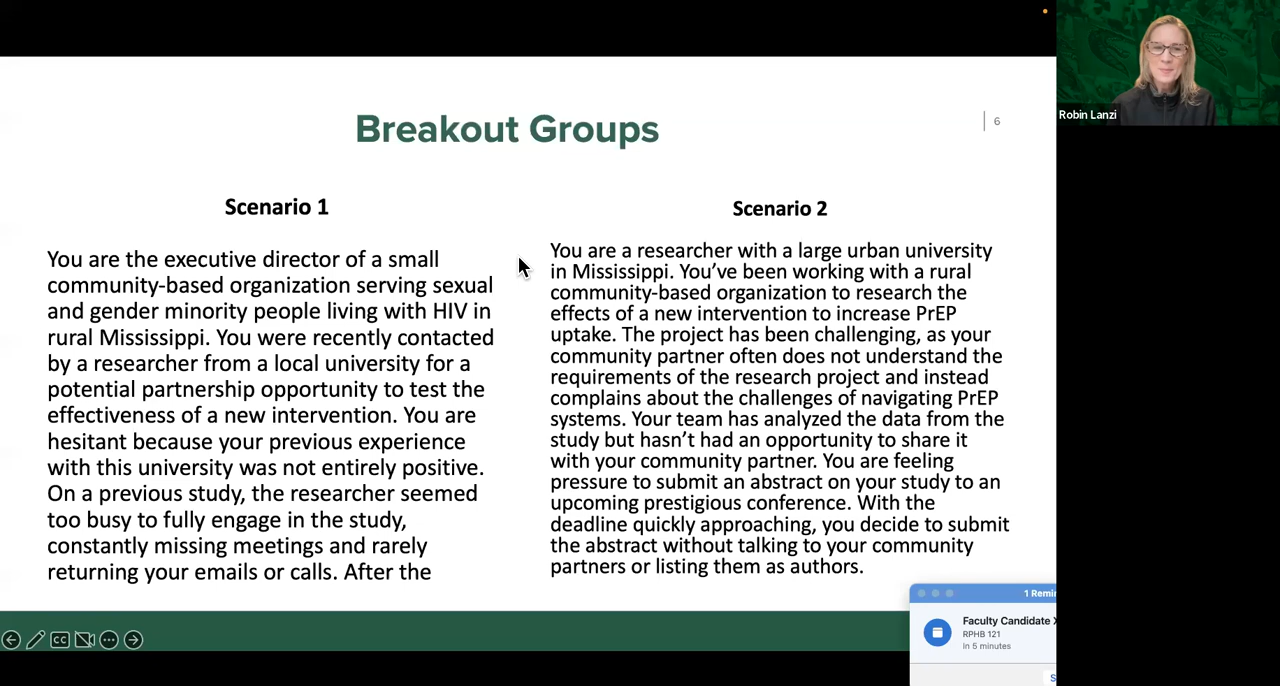 Breakout Groups
6
Scenario 1
You are the executive director of a small
community-based organization serving sexual
and gender minority people living with HIV in
rural Mississippi. You were recently contacted
by a researcher from a local university for a
potential partnership opportunity to test the
effectiveness of a new intervention. You are
hesitant because your previous experience
with this university was not entirely positive.
On a previous study, the researcher seemed
too busy to fully engage in the study,
constantly missing meetings and rarely
returning your emails or calls. After the
Scenario 2
You are a researcher with a large urban university
in Mississippi. You’ve been working with a rural
community-based organization to research the
effects of a new intervention to increase PrEP
uptake. The project has been challenging, as your
community partner often does not understand the
requirements of the research project and instead
complains about the challenges of navigating PrEP
systems. Your team has analyzed the data from the
study but hasn’t had an opportunity to share it
with your community partner. You are feeling
pressure to submit an abstract on your study to an
upcoming prestigious conference. With the
deadline quickly approaching, you decide to submit
the abstract without talking to your community
partners or listing them as authors.
Robin Lanzi
CC
1
Faculty Candidate
RPHB 121
In 5 minutes